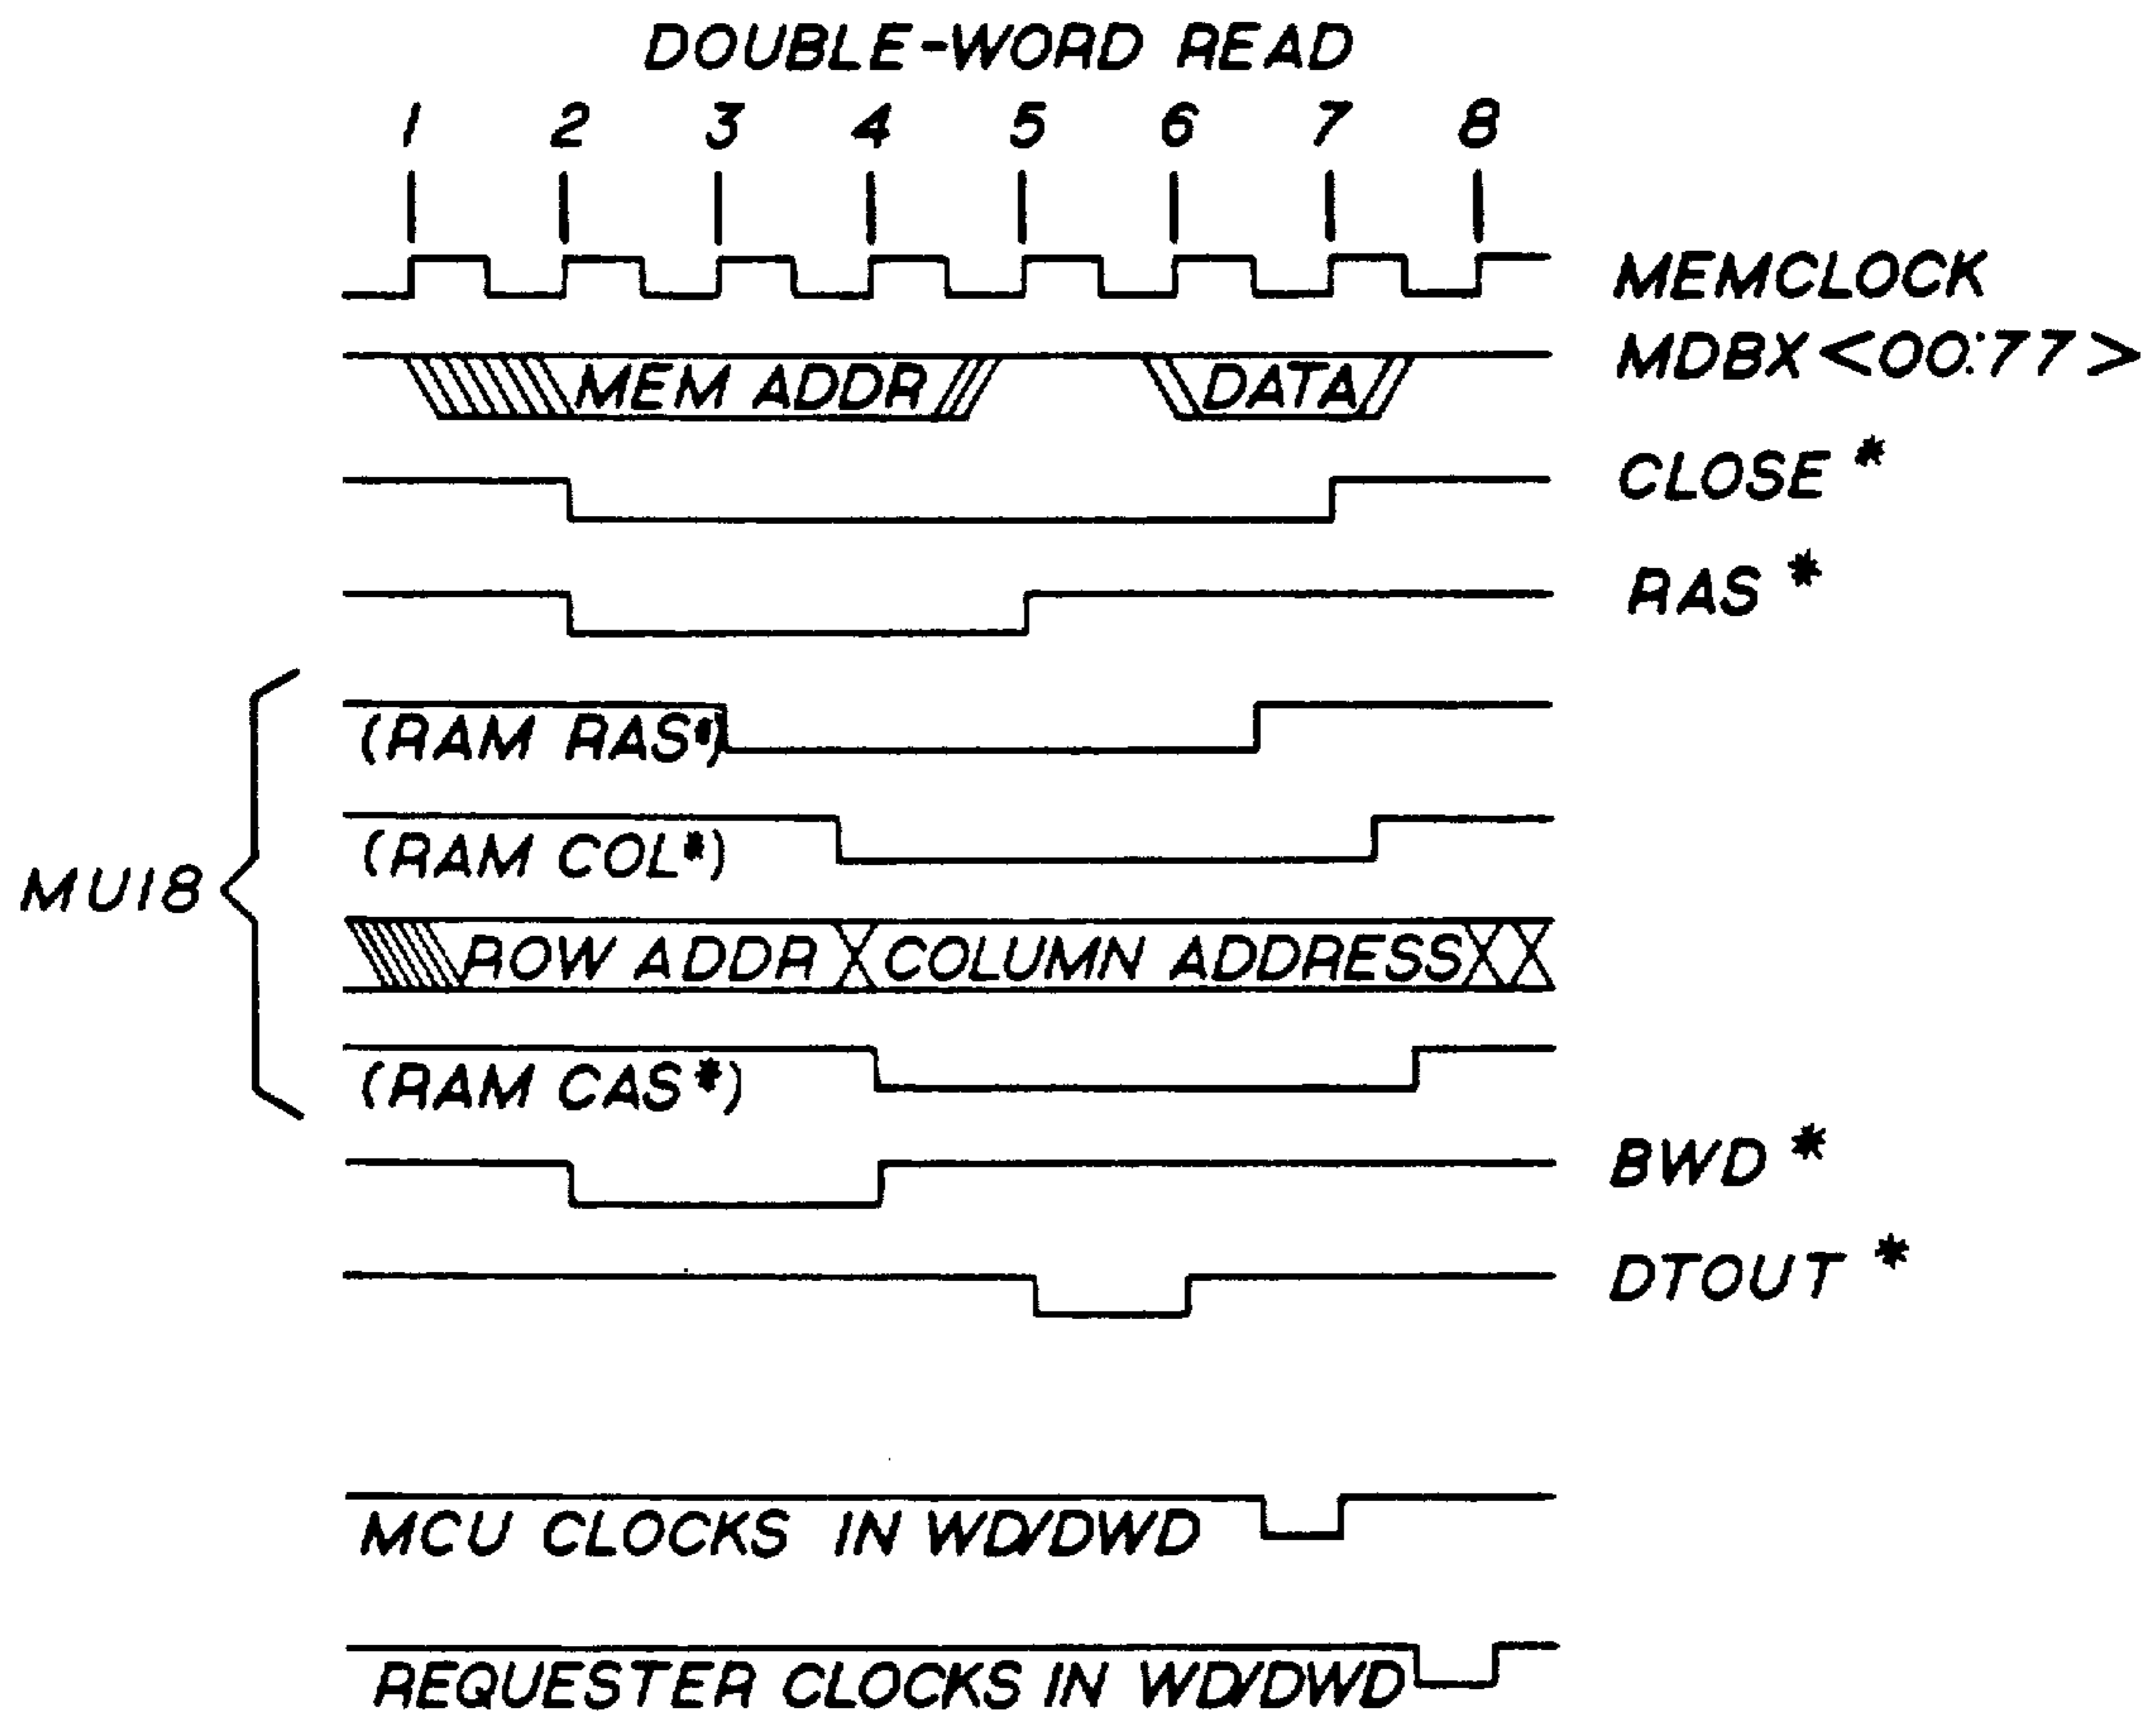 DOUBLE-WORD READ
1 2 3 4 5 6 7 8
MEMCLOCK
MDBX<00:77>
MEM ADDR DATA
CLOSE*
RAS*
(RAM RAS*)
(RAM COL*)
MU18
ROW ADDR COLUMN ADDRESS
(RAM CAS*)
BWD*
DTOUT*
MCU CLOCKS IN WD/DWD
REQUESTER CLOCKS IN WD/DWD